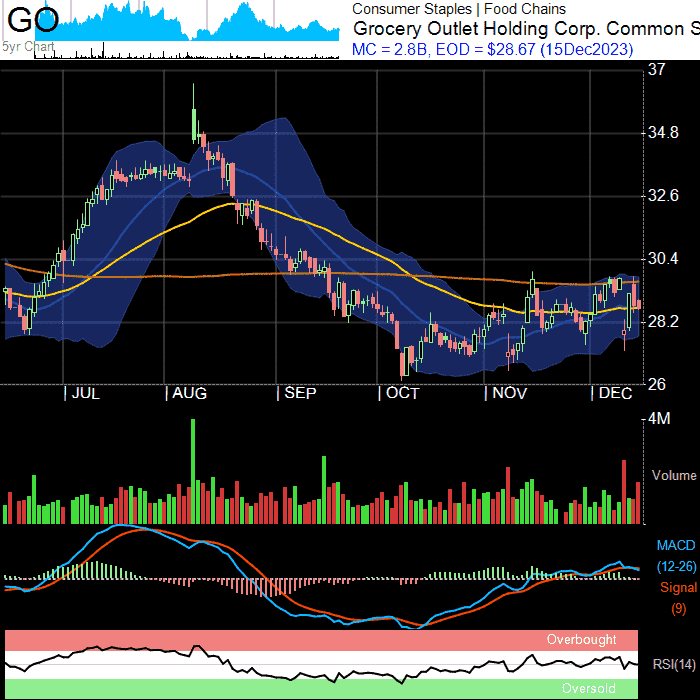 GO
5yr Chart
Consumer Staples | Food Chains
Grocery Outlet Holding Corp. Common S
MC = 2.8B, EOD = $28.67 (15Dec2023)
37
34.8
32.6
30.4
28.2
26
| JUL
| AUG
| SEP
| OCT
| NOV
| DEC
4M
Volume
MACD
(12-26)
Signal
(9)
Overbought
RSI(14)
Oversold